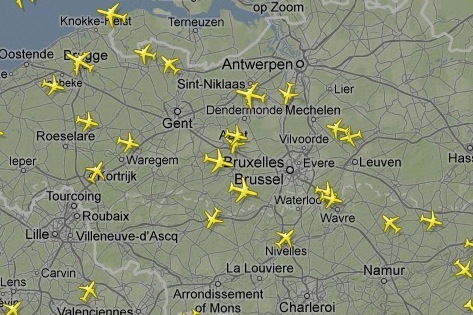 op Zoom
Knokke-Heist
Terneuzen
Oostende
Brugge
Antwerpen
Sint-Niklaas
Lier
Dendermonde
Mechelen
Gent
Roeselare
Vilvoorde
Ieper
Waregem
Bruxelles
Evere
Leuven
Hass
Kortrijk
Brussel
Tourcoing
Waterloo
Roubaix
Wavre
Lille
Villeneuve-d'Ascq
Nivelles
Carvin
La Louviere
Namur
Lens
Arrondissement
of Mons
Charleroi
Valenciennes